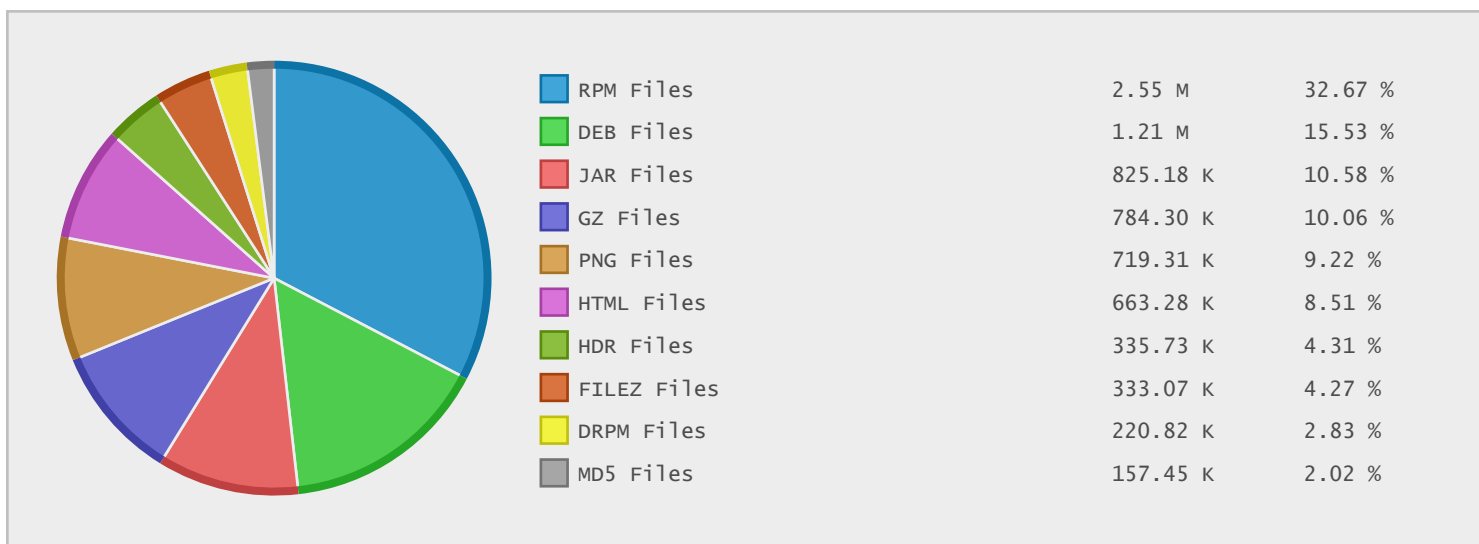 RPM Files 2.55 M 32.67 %
DEB Files 1.21 M 15.53 %
JAR Files 825.18 K 10.58 %
GZ Files 784.30 K 10.06 %
PNG Files 719.31 K 9.22 %
HTML Files 663.28 K 8.51 %
HDR Files 335.73 K 4.31 %
FILEZ Files 333.07 K 4.27 %
DRPM Files 220.82 K 2.83 %
MD5 Files 157.45 K 2.02 %